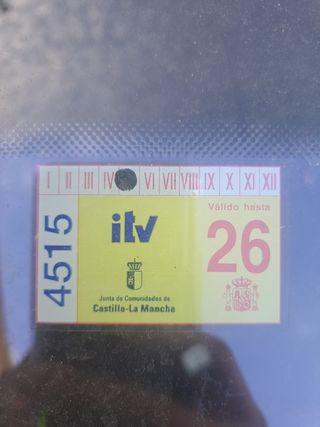 I II III IV VI VII VIII IX X XI XII
4515
itv
Junta de Comunidades de
Castilla-La Mancha
Válido hasta
26